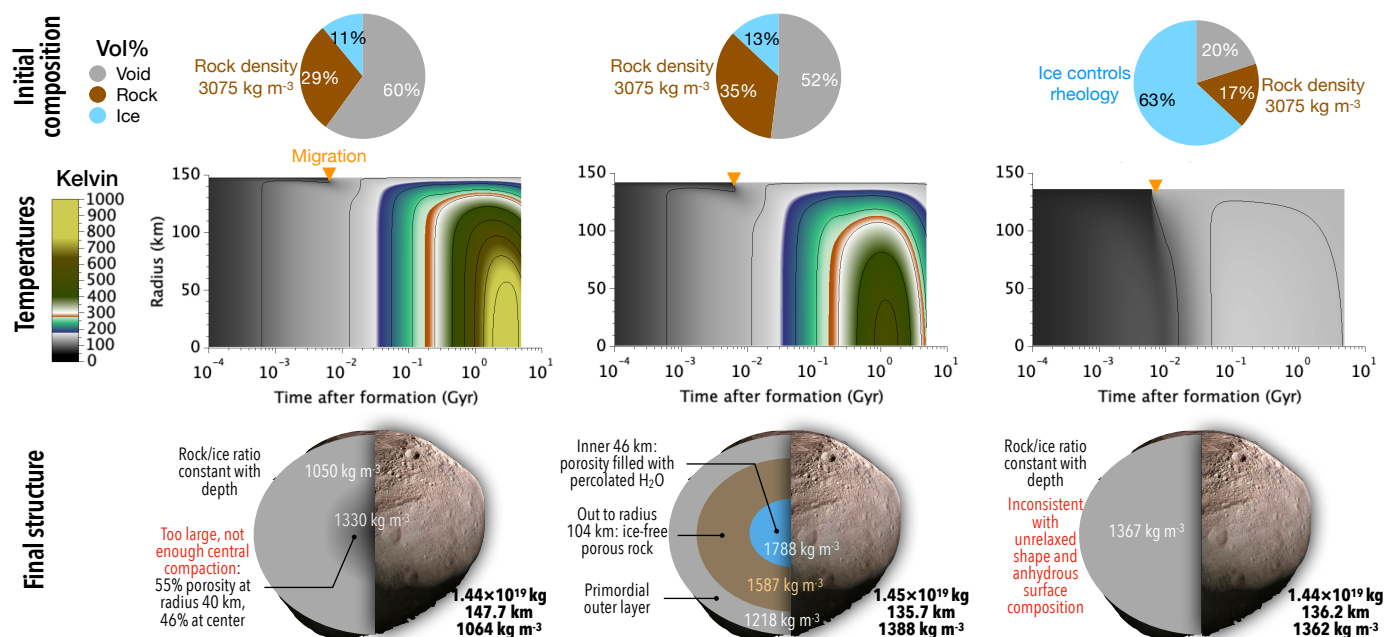 Initial
composition
Vol%
Void
Rock
Ice
11%
Rock density
3075 kg m⁻³
29%
60%
13%
Rock density
3075 kg m⁻³
35%
52%
20%
Ice controls
rheology
63%
17%
Rock density
3075 kg m⁻³
Temperatures
Kelvin
1000
900
800
700
600
500
400
300
200
100
0
Migration
Radius (km)
150
100
50
0
10⁻⁴
10⁻³
10⁻²
10⁻¹
10⁰
10¹
Time after formation (Gyr)
150
100
50
0
10⁻⁴
10⁻³
10⁻²
10⁻¹
10⁰
10¹
Time after formation (Gyr)
150
100
50
0
10⁻⁴
10⁻³
10⁻²
10⁻¹
10⁰
10¹
Time after formation (Gyr)
Final structure
Rock/ice ratio
constant with
depth
1050 kg m⁻³
1330 kg m⁻³
Too large, not
enough central
compaction:
55% porosity at
radius 40 km,
46% at center
1.44×10¹⁹ kg
147.7 km
1064 kg m⁻³
Inner 46 km:
porosity filled with
percolated H₂O
Out to radius
104 km: ice-free
porous rock
Primordial
outer layer
1788 kg m⁻³
1587 kg m⁻³
1218 kg m⁻³
1.45×10¹⁹ kg
135.7 km
1388 kg m⁻³
Rock/ice ratio
constant with
depth
Inconsistent
with
unrelaxed
shape and
anhydrous
surface
composition
1367 kg m⁻³
1.44×10¹⁹ kg
136.2 km
1362 kg m⁻³